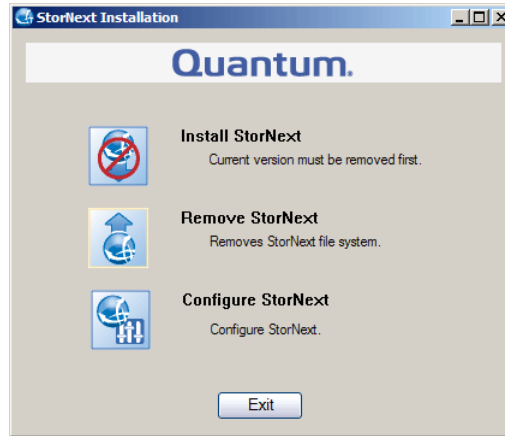 StorNext Installation
Quantum.
Install StorNext
Current version must be removed first.
Remove StorNext
Removes StorNext file system.
Configure StorNext
Configure StorNext.
Exit